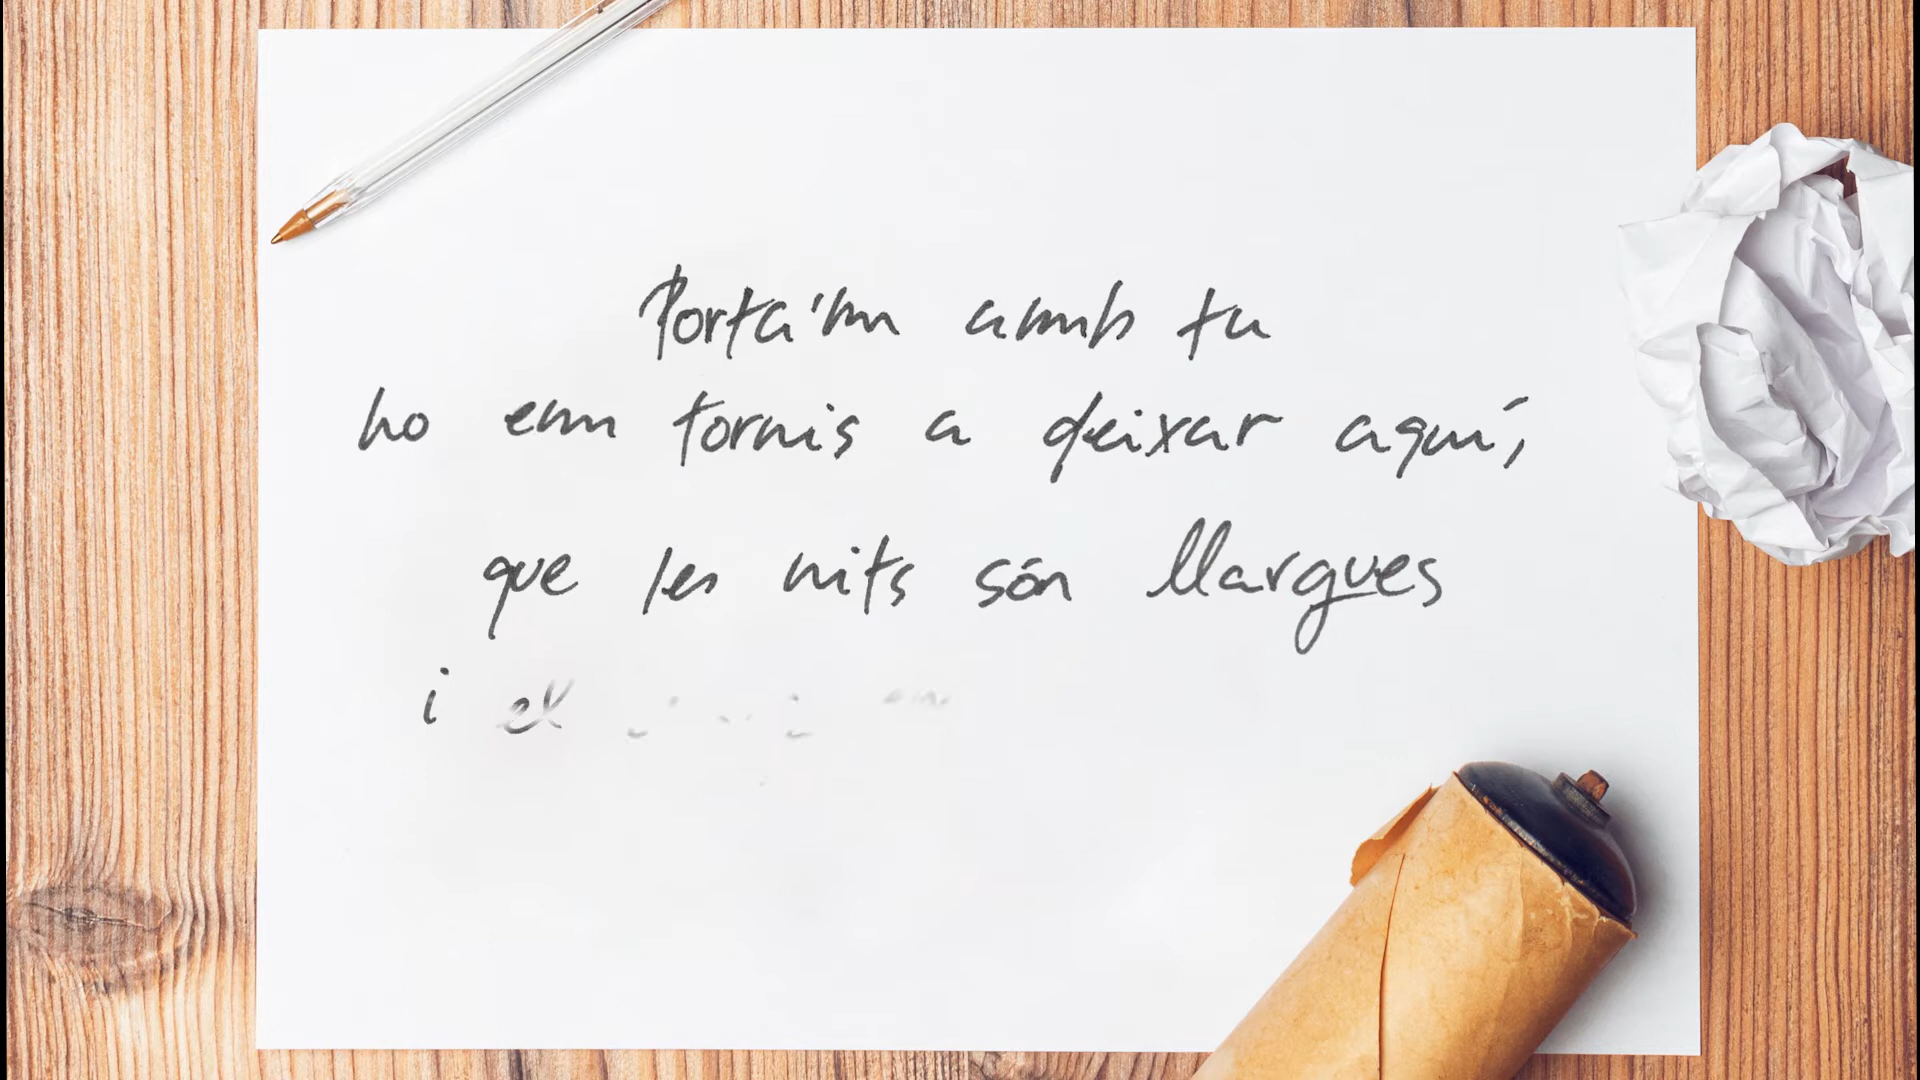 Porta'm amb tu
no em tornis a deixar aquí,
que les nits són llargues
i el